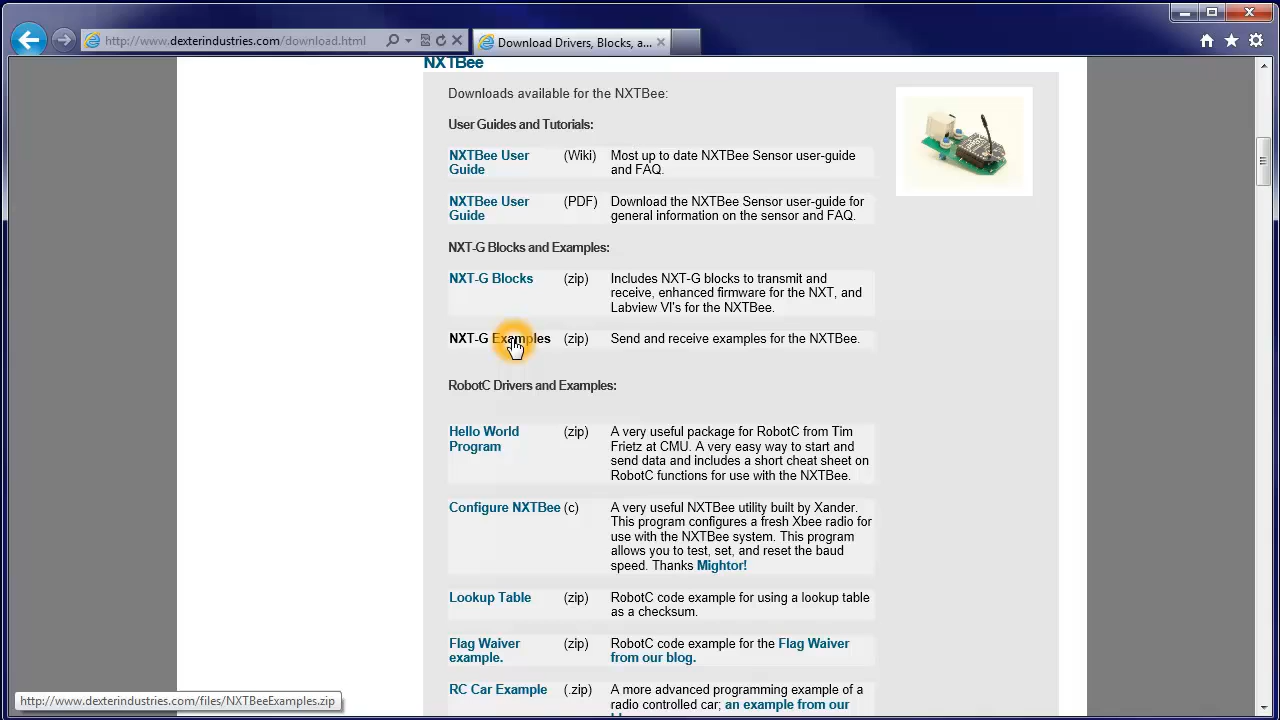 http://www.dexterindustries.com/download.html
Download Drivers, Blocks, a...
NXTBee
Downloads available for the NXTBee:
User Guides and Tutorials:
NXTBee User Guide (Wiki) Most up to date NXTBee Sensor user-guide and FAQ.
NXTBee User Guide (PDF) Download the NXTBee Sensor user-guide for general information on the sensor and FAQ.
NXT-G Blocks and Examples:
NXT-G Blocks (zip) Includes NXT-G blocks to transmit and receive, enhanced firmware for the NXT, and Labview VI's for the NXTBee.
NXT-G Examples (zip) Send and receive examples for the NXTBee.
RobotC Drivers and Examples:
Hello World Program (zip) A very useful package for RobotC from Tim Frietz at CMU. A very easy way to start and send data and includes a short cheat sheet on RobotC functions for use with the NXTBee.
Configure NXTBee (c) A very useful NXTBee utility built by Xander. This program configures a fresh Xbee radio for use with the NXTBee system. This program allows you to test, set, and reset the baud speed. Thanks Mightor!
Lookup Table (zip) RobotC code example for using a lookup table as a checksum.
Flag Waiver example. (zip) RobotC code example for the Flag Waiver from our blog.
RC Car Example (.zip) A more advanced programming example of a radio controlled car; an example from our
http://www.dexterindustries.com/files/NXTBeeExamples.zip